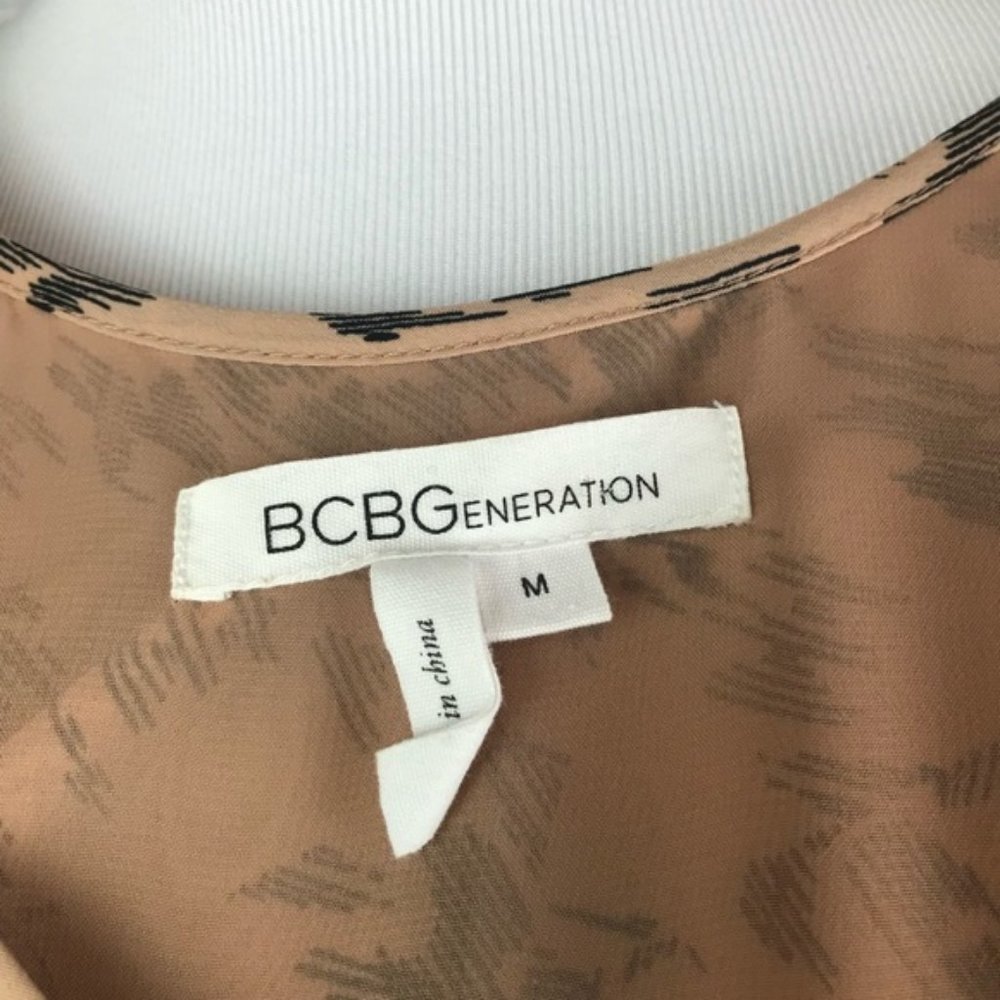 BCBGENERATION
M
in china